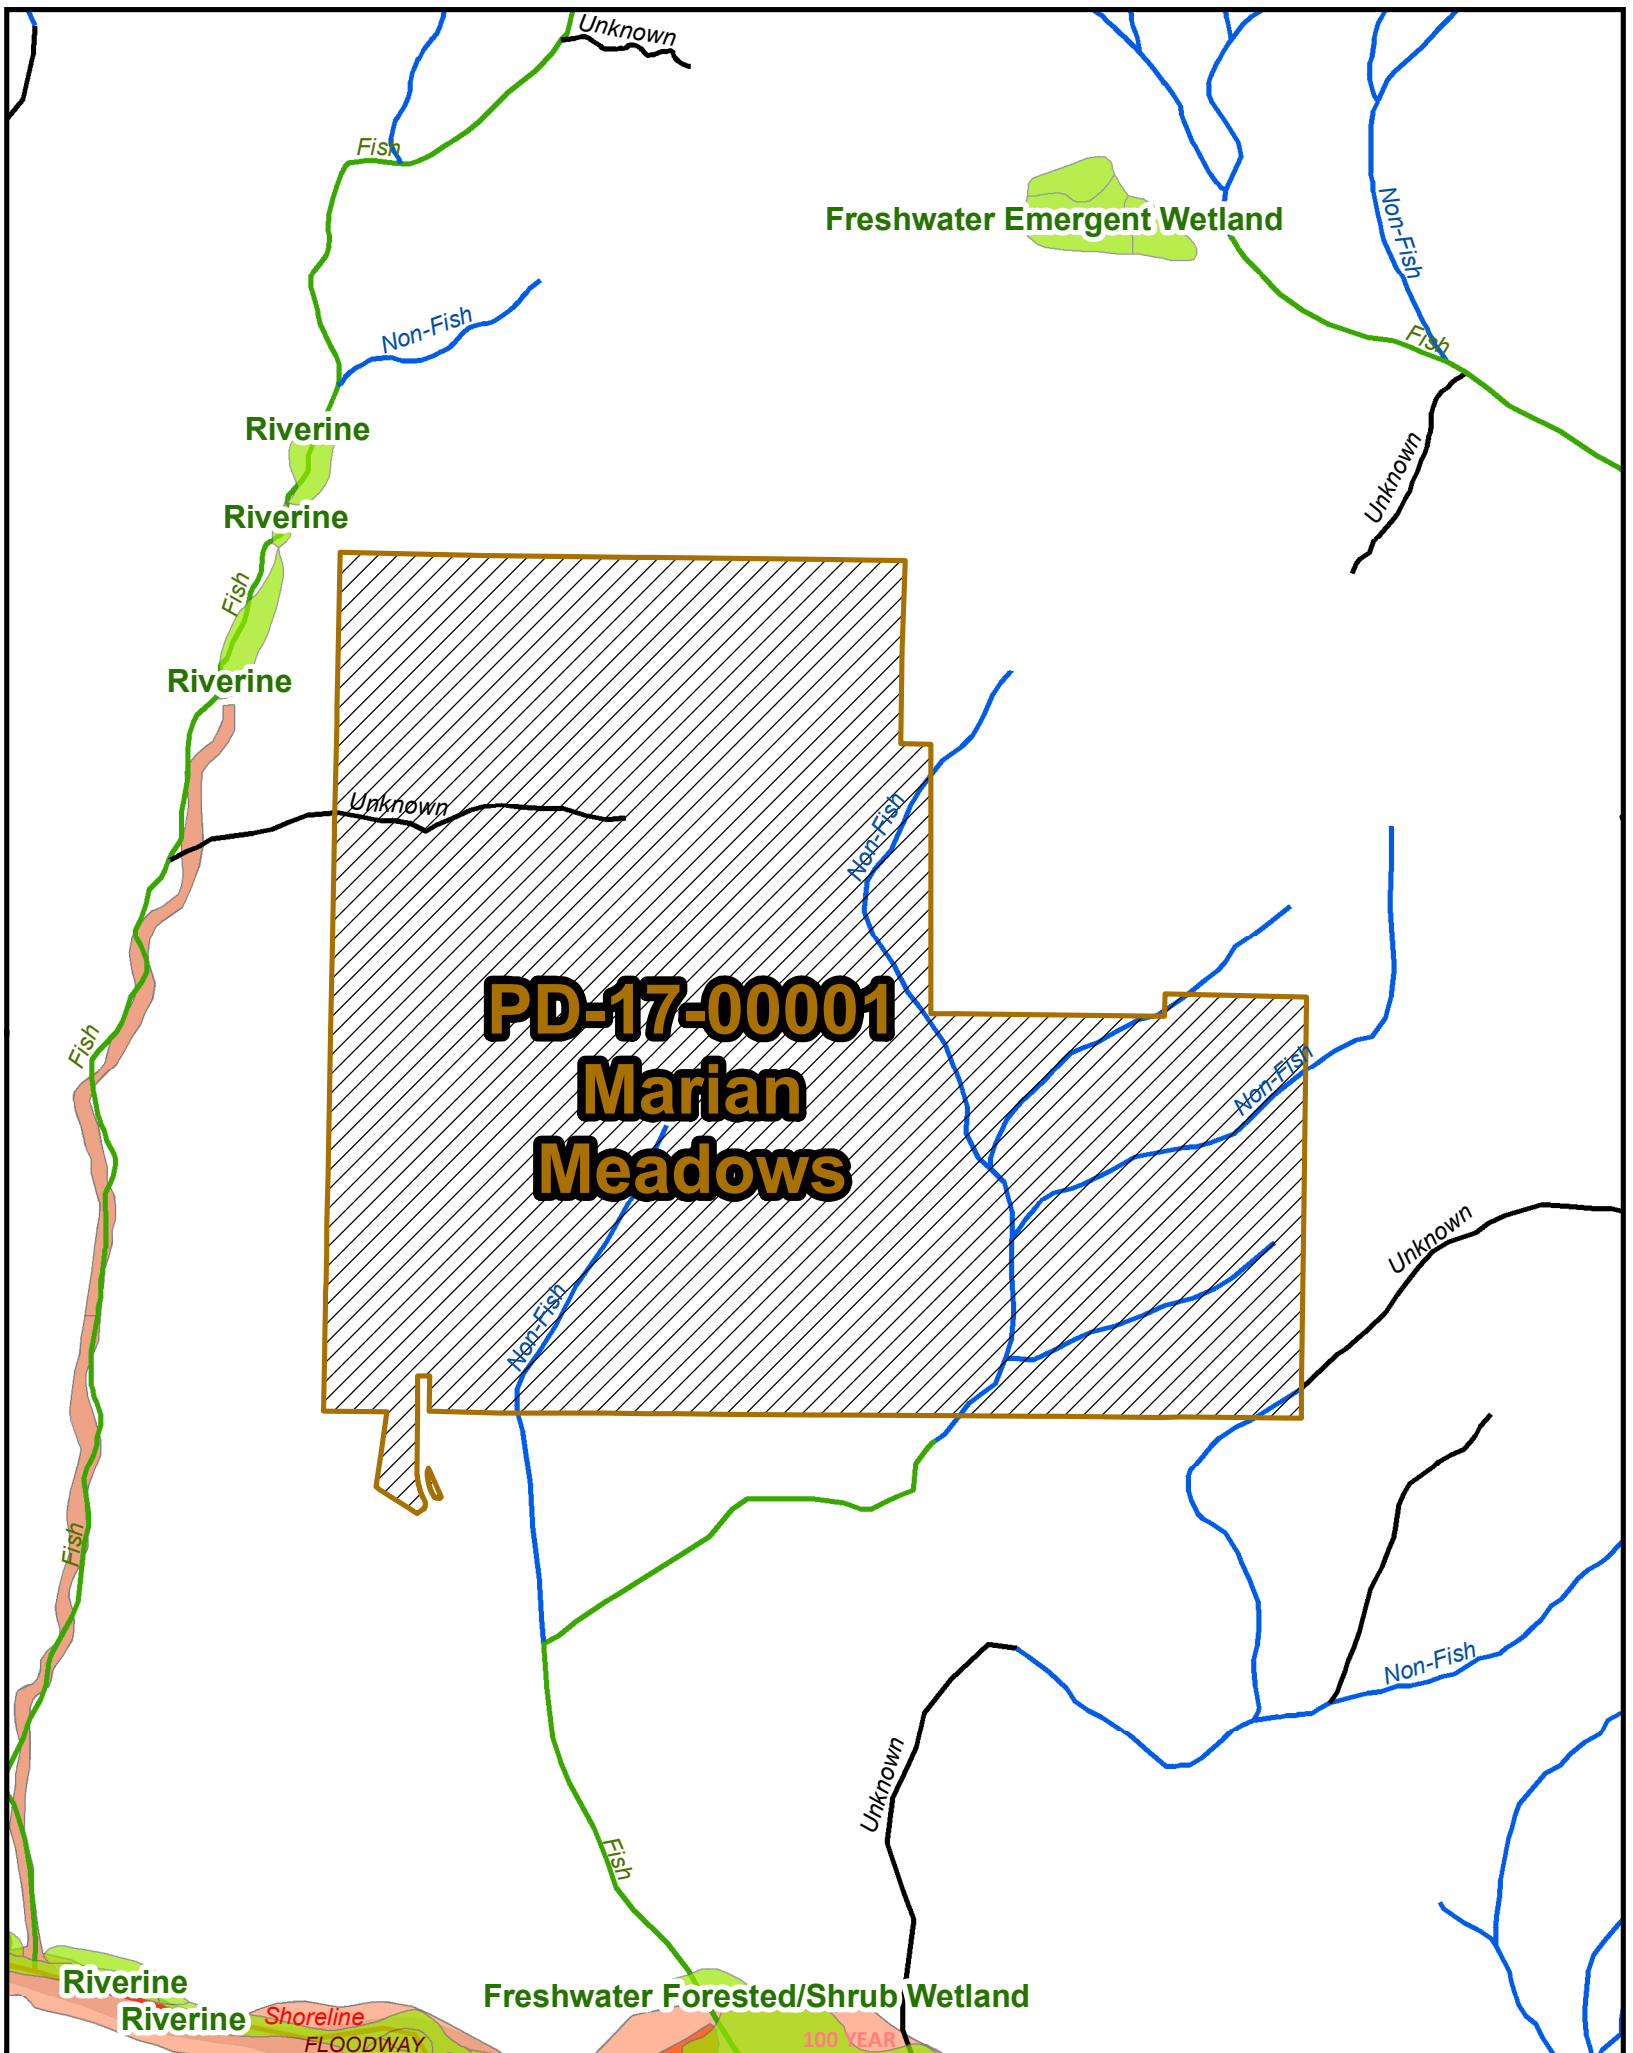 Unknown
Fish
Non-Fish
Freshwater Emergent Wetland
Non-Fish
Fish
Riverine
Unknown
Riverine
Fish
Riverine
Unknown
Non-Fish
PD-17-00001
Marian
Meadows
Fish
Non-Fish
Unknown
Non-Fish
Fish
Non-Fish
Unknown
Fish
Riverine
Freshwater Forested/Shrub Wetland
Riverine
Shoreline
FLOODWAY
100 YEAR